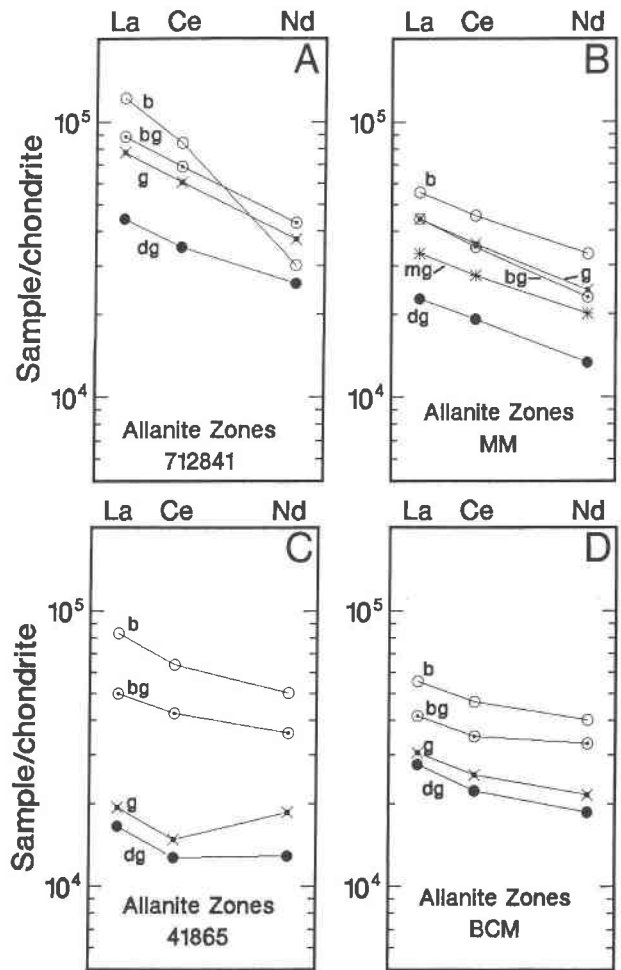 La Ce Nd
A
Sample/chondrite
10^5
10^4
b
bg
g
dg
Allanite Zones
712841
La Ce Nd
B
10^5
10^4
b
mg
bg
g
dg
Allanite Zones
MM
La Ce Nd
C
Sample/chondrite
10^5
10^4
b
bg
g
dg
Allanite Zones
41865
La Ce Nd
D
10^5
10^4
b
bg
g
dg
Allanite Zones
BCM